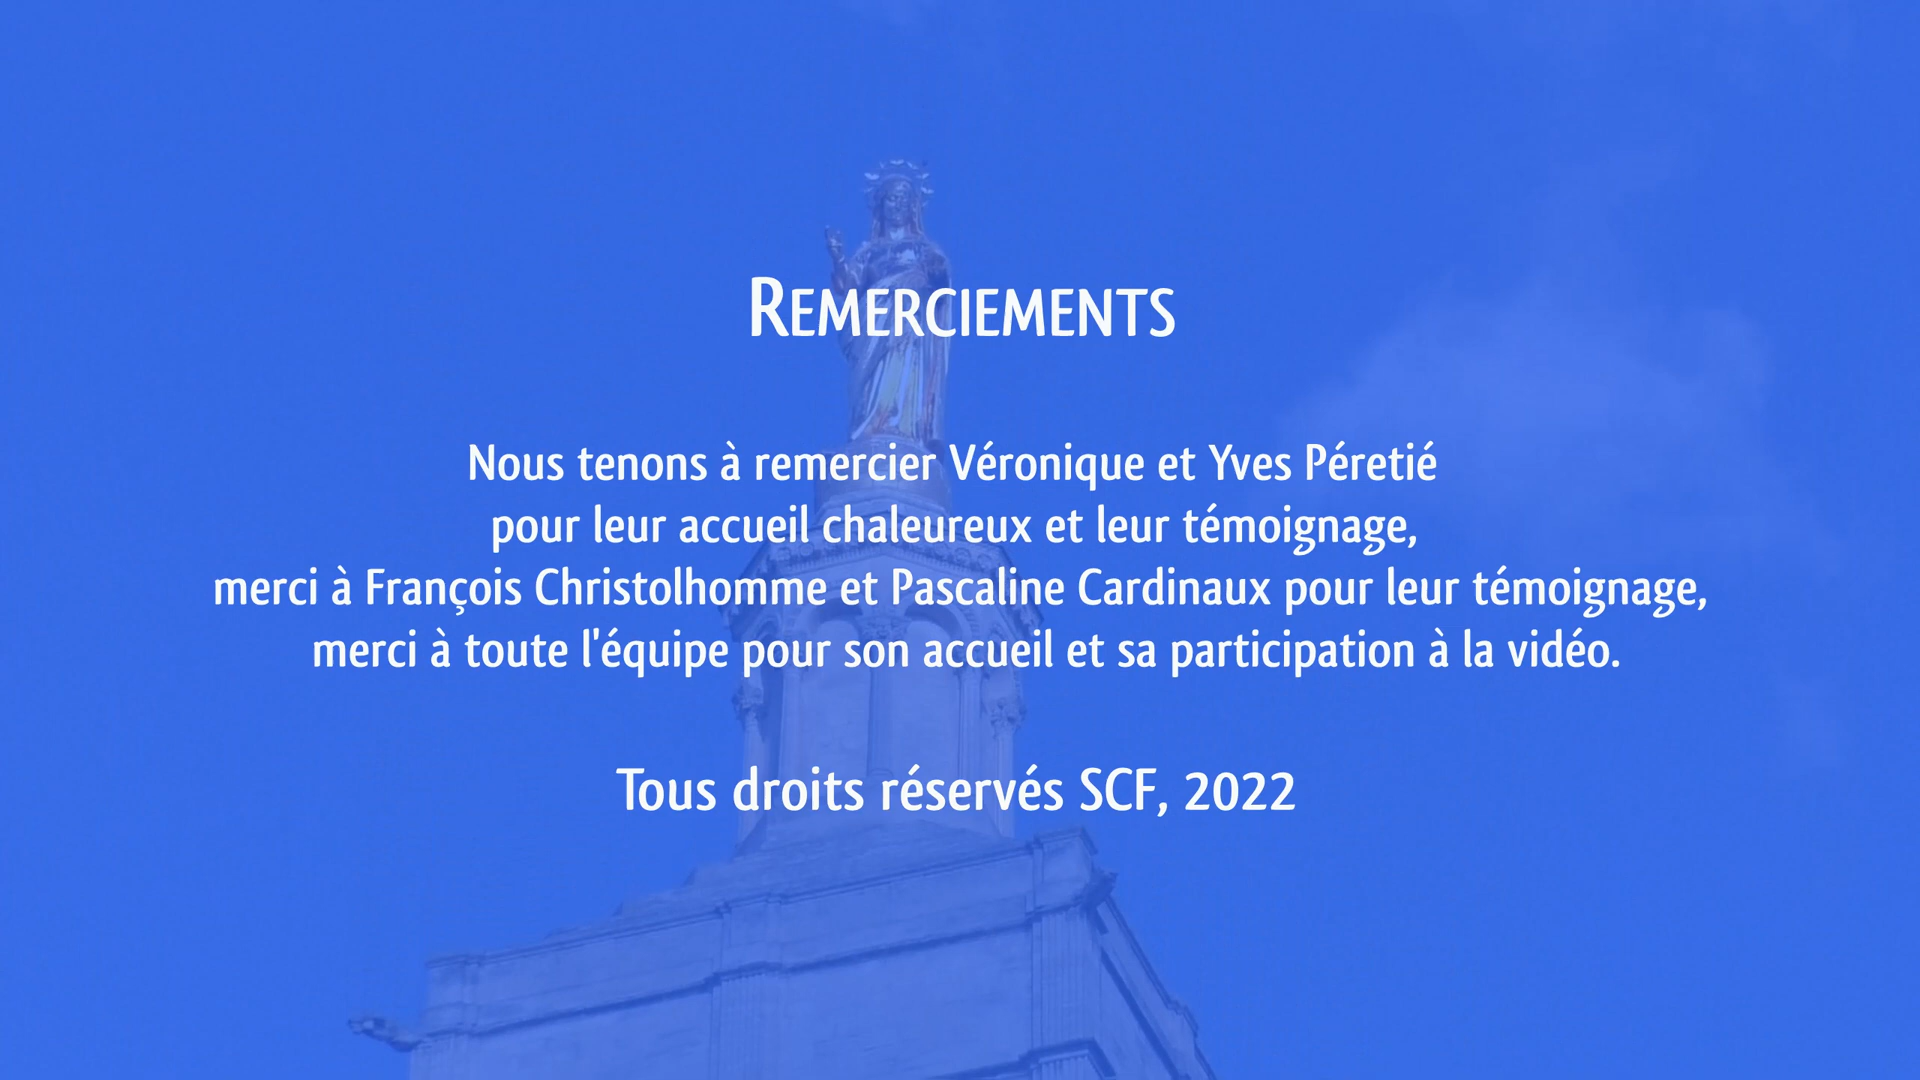 REMERCIEMENTS
Nous tenons à remercier Véronique et Yves Péretié
pour leur accueil chaleureux et leur témoignage,
merci à François Christolhomme et Pascaline Cardinaux pour leur témoignage,
merci à toute l'équipe pour son accueil et sa participation à la vidéo.
Tous droits réservés SCF, 2022